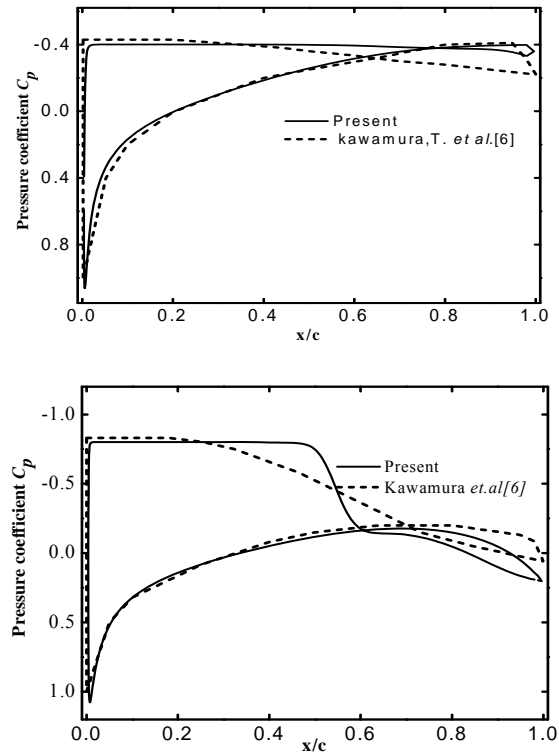 -0.4
0.0
0.4
0.8
Pressure coefficient Cp
Present
kawamura,T. et al.[6]
0.0 0.2 0.4 0.6 0.8 1.0
x/c
-1.0
-0.5
0.0
0.5
1.0
Pressure coefficient Cp
Present
Kawamura et.al[6]
0.0 0.2 0.4 0.6 0.8 1.0
x/c